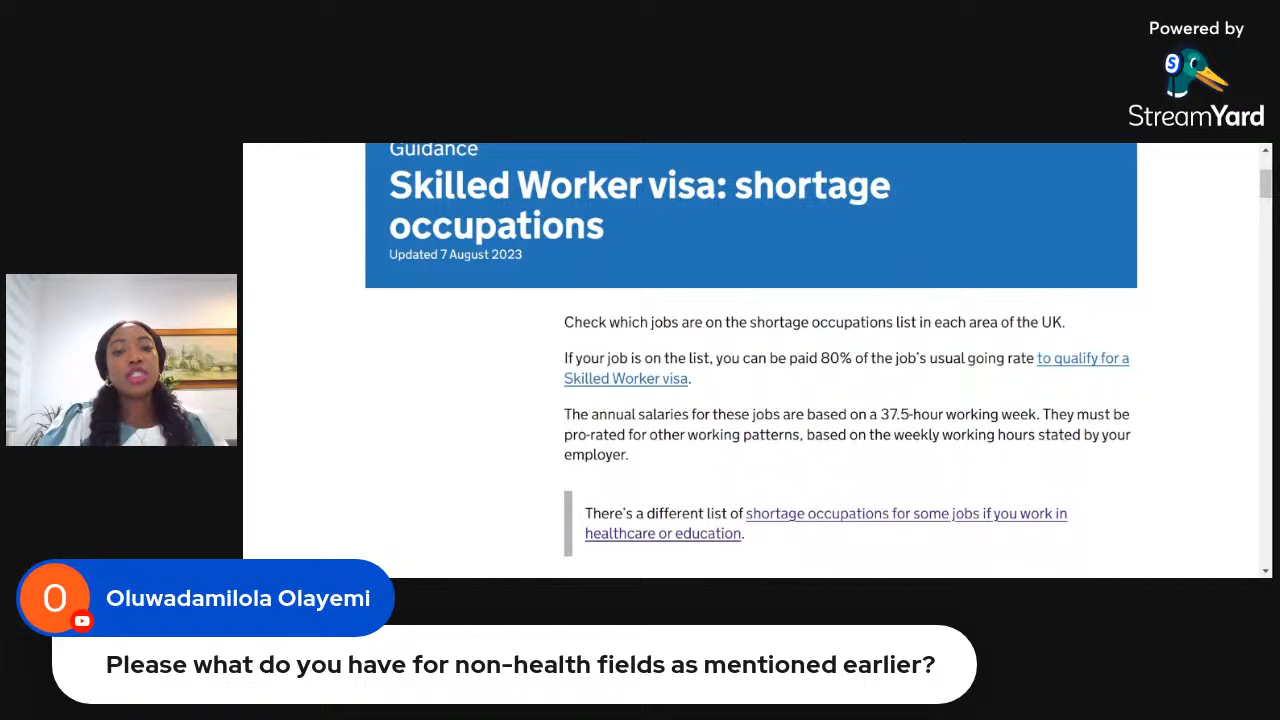 Powered by
S
StreamYard
Guidance
Skilled Worker visa: shortage
occupations
Updated 7 August 2023
Check which jobs are on the shortage occupations list in each area of the UK.
If your job is on the list, you can be paid 80% of the job's usual going rate to qualify for a
Skilled Worker visa.
The annual salaries for these jobs are based on a 37.5-hour working week. They must be
pro-rated for other working patterns, based on the weekly working hours stated by your
employer.
There's a different list of shortage occupations for some jobs if you work in
healthcare or education.
O
Oluwadamilola Olayemi
Please what do you have for non-health fields as mentioned earlier?